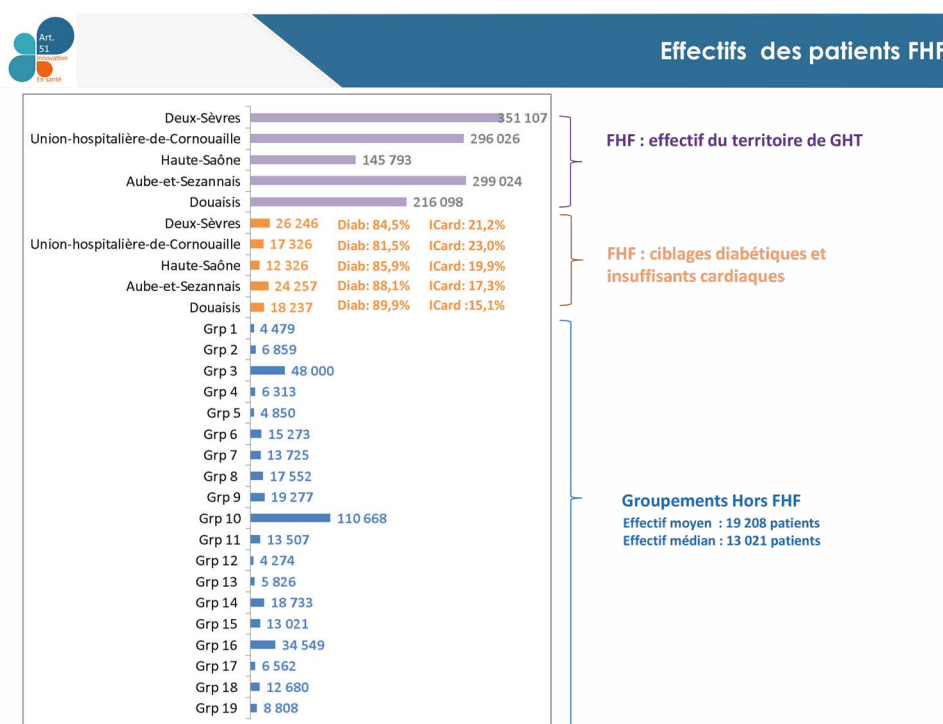 Art.
51
Innovation
En santé
Effectifs des patients FHF
Deux-Sèvres 351 107
Union-hospitalière-de-Cornouaille 296 026
Haute-Saône 145 793
Aube-et-Sezannais 299 024
Douaisis 216 098
FHF : effectif du territoire de GHT
Deux-Sèvres 26 246 Diab: 84,5% ICard: 21,2%
Union-hospitalière-de-Cornouaille 17 326 Diab: 81,5% ICard: 23,0%
Haute-Saône 12 326 Diab: 85,9% ICard: 19,9%
Aube-et-Sezannais 24 257 Diab: 88,1% ICard: 17,3%
Douaisis 18 237 Diab: 89,9% ICard :15,1%
FHF : ciblages diabétiques et
insuffisants cardiaques
Grp 1 4 479
Grp 2 6 859
Grp 3 48 000
Grp 4 6 313
Grp 5 4 850
Grp 6 15 273
Grp 7 13 725
Grp 8 17 552
Grp 9 19 277
Grp 10 110 668
Grp 11 13 507
Grp 12 4 274
Grp 13 5 826
Grp 14 18 733
Grp 15 13 021
Grp 16 34 549
Grp 17 6 562
Grp 18 12 680
Grp 19 8 808
Groupements Hors FHF
Effectif moyen : 19 208 patients
Effectif médian : 13 021 patients